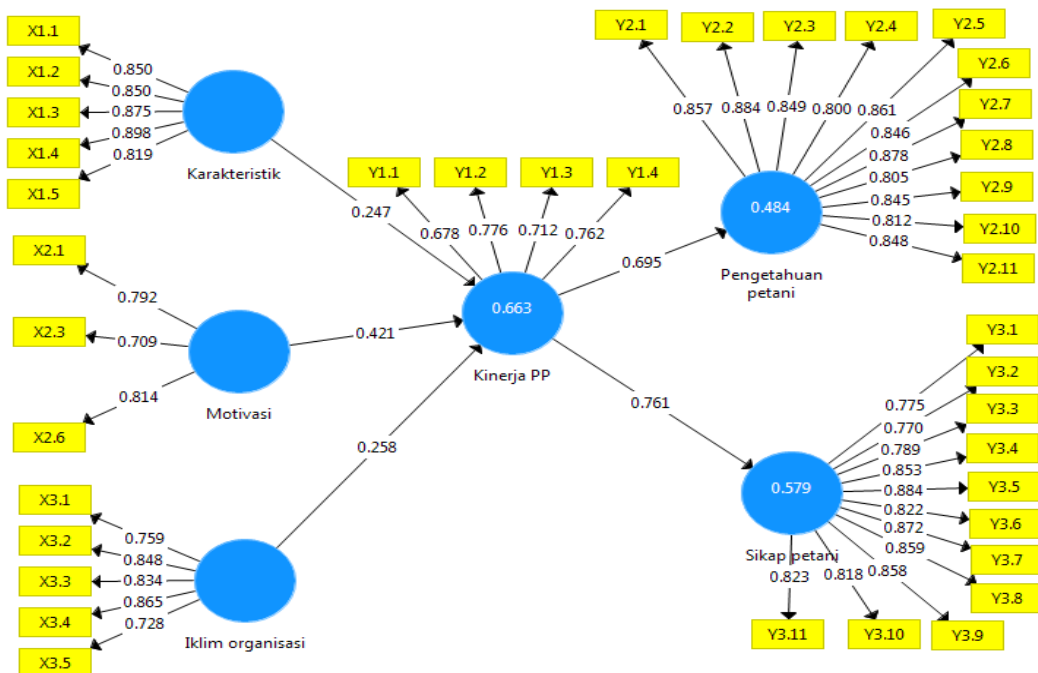 X1.1
X1.2
X1.3
X1.4
X1.5
0.850
0.850
0.875
0.898
0.819
Karakteristik
0.247
X2.1
X2.3
X2.6
0.792
0.709
0.814
Motivasi
0.421
X3.1
X3.2
X3.3
X3.4
X3.5
0.759
0.848
0.834
0.865
0.728
Iklim organisasi
0.258
Y1.1
Y1.2
Y1.3
Y1.4
0.678
0.776
0.712
0.762
0.663
Kinerja PP
0.695
0.761
Y2.1
Y2.2
Y2.3
Y2.4
Y2.5
Y2.6
Y2.7
Y2.8
Y2.9
Y2.10
Y2.11
0.857
0.884
0.849
0.800
0.861
0.846
0.878
0.805
0.845
0.812
0.848
0.484
Pengetahuan
petani
Y3.1
Y3.2
Y3.3
Y3.4
Y3.5
Y3.6
Y3.7
Y3.8
Y3.9
Y3.10
Y3.11
0.775
0.770
0.789
0.853
0.884
0.822
0.872
0.859
0.858
0.818
0.823
0.579
Sikap petani